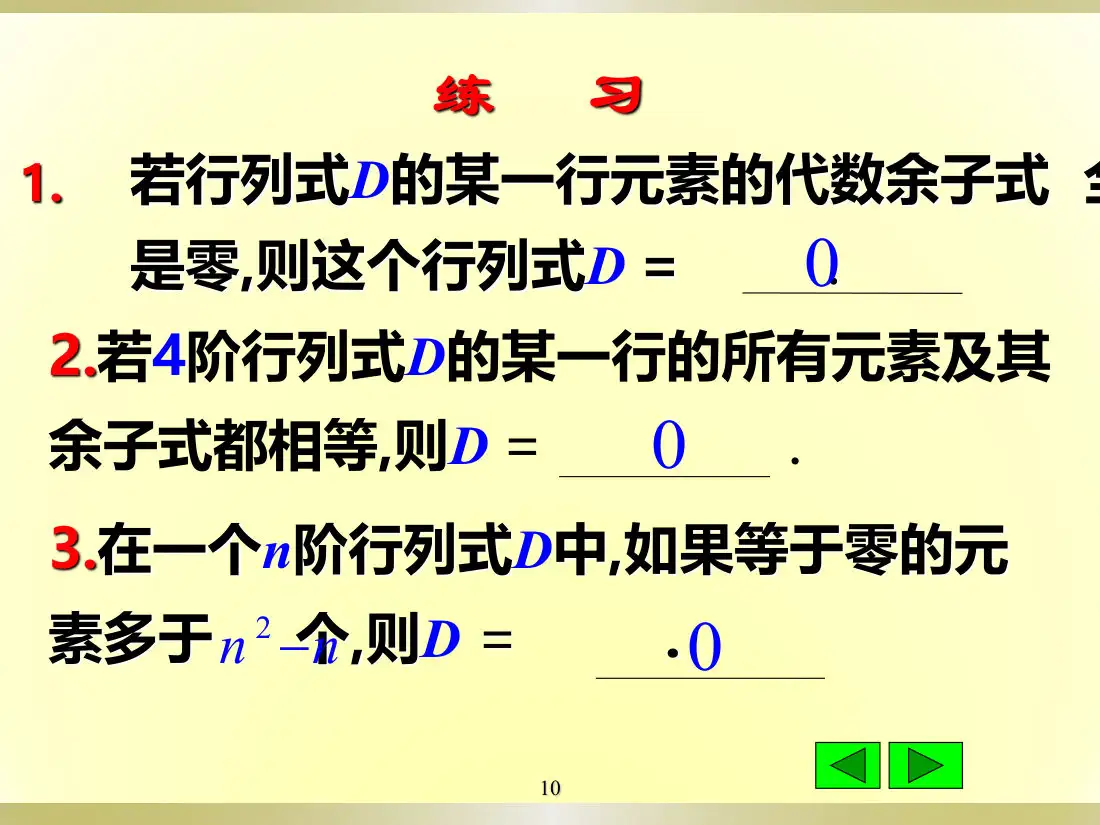 练 习
1. 若行列式D的某一行元素的代数余子式 全
是零,则这个行列式D = 0.
2.若4阶行列式D的某一行的所有元素及其
余子式都相等,则D = 0 .
3.在一个n阶行列式D中,如果等于零的元
素多于 n² – n 个,则D = . 0
10